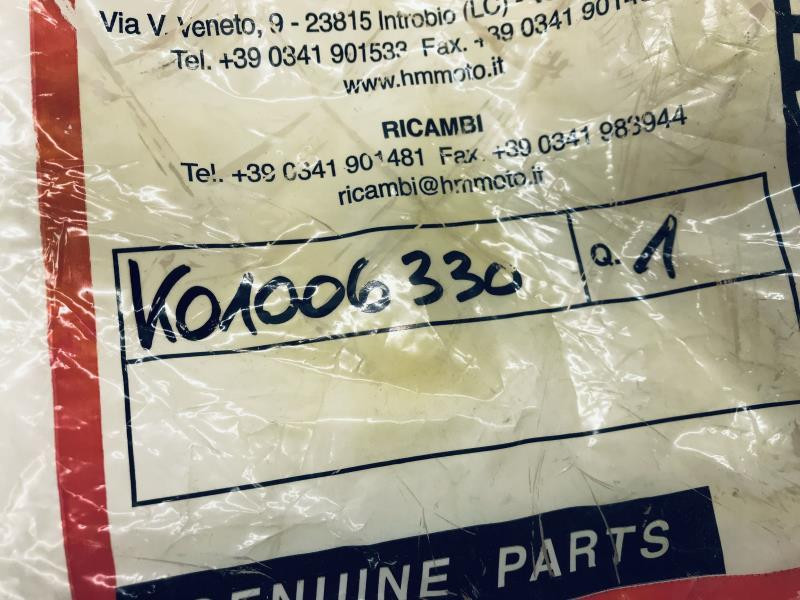 Via V. Veneto, 9 - 23815 Introbio (LC)
Tel. +39 0341 901533 Fax. +39 0341
www.hmmoto.it
RICAMBI
Tel. +39 0341 901481 Fax. +39 0341 983944
ricambi@hmmoto.it
K01006330 Q. 1
GENUINE PARTS